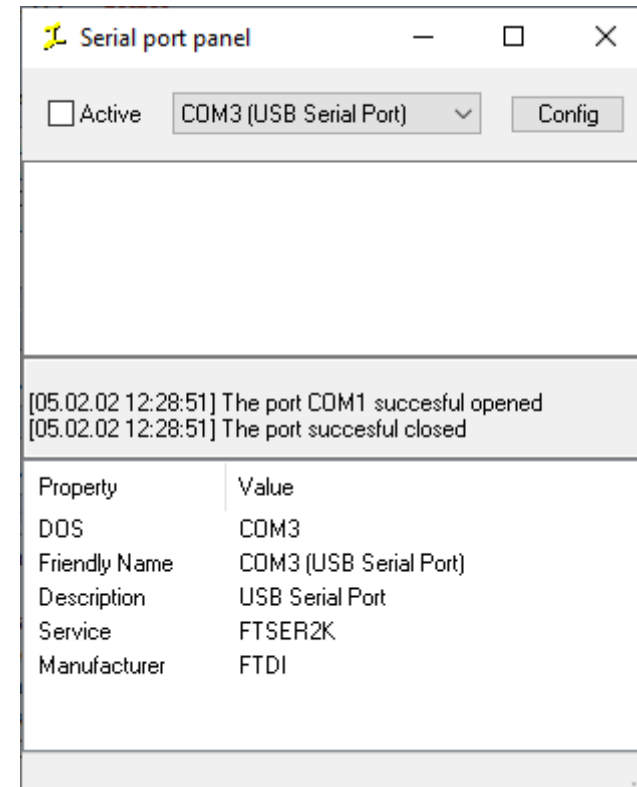 Serial port panel
Active COM3 (USB Serial Port) Config
[05.02.02 12:28:51] The port COM1 succesful opened
[05.02.02 12:28:51] The port succesful closed
Property Value
DOS COM3
Friendly Name COM3 (USB Serial Port)
Description USB Serial Port
Service FTSER2K
Manufacturer FTDI